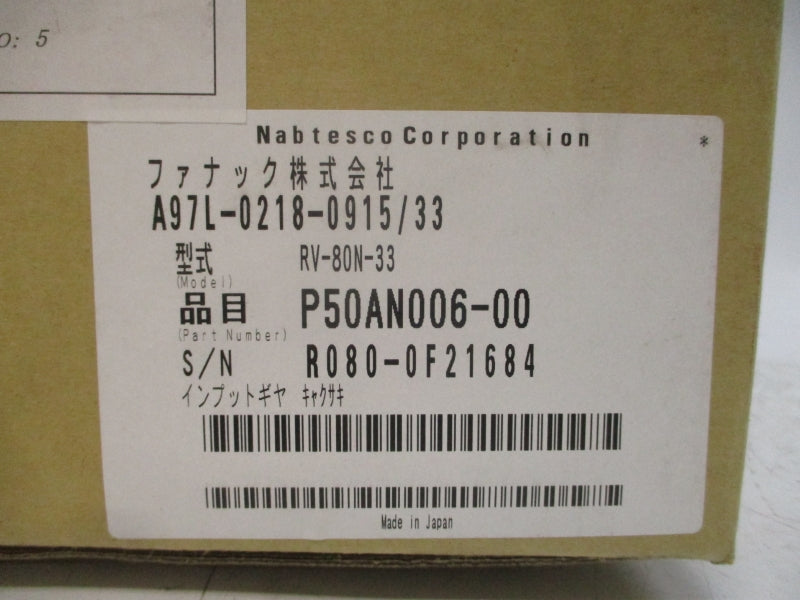 O: 5
Nabtesco Corporation *
ファナック株式会社
A97L-0218-0915/33
型式 RV-80N-33
(Model)
品目 P50AN006-00
(Part Number)
S/N R080-0F21684
インプットギヤ キャクサキ
Made in Japan